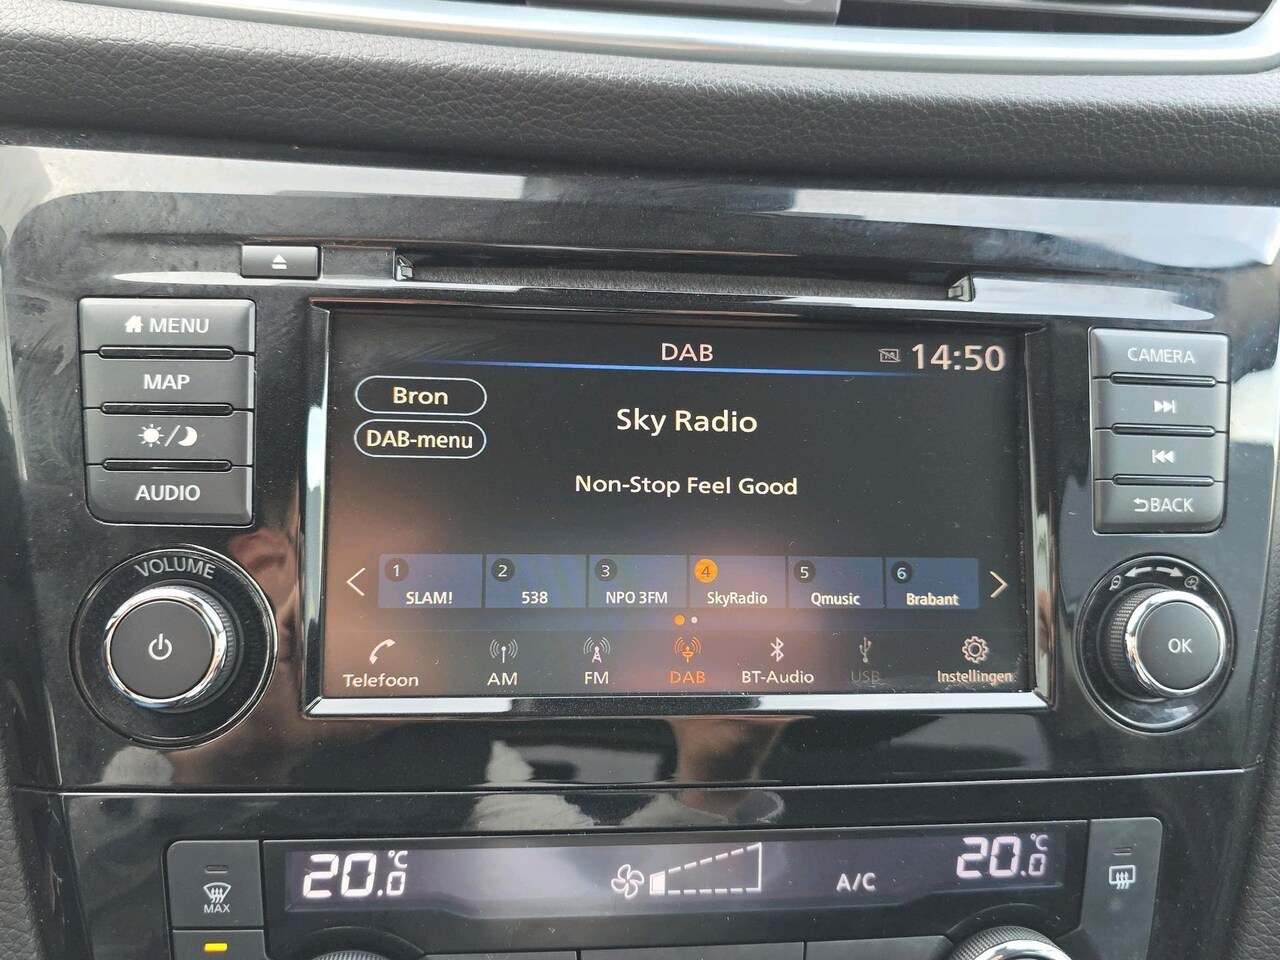 MENU
MAP
AUDIO
VOLUME
DAB
TA
14:50
Bron
DAB-menu
Sky Radio
Non-Stop Feel Good
1 SLAM!
2 538
3 NPO 3FM
4 SkyRadio
5 Qmusic
6 Brabant
Telefoon
AM
FM
DAB
BT-Audio
USB
Instellingen
CAMERA
BACK
OK
20.0°C
A/C
20.0°C
MAX